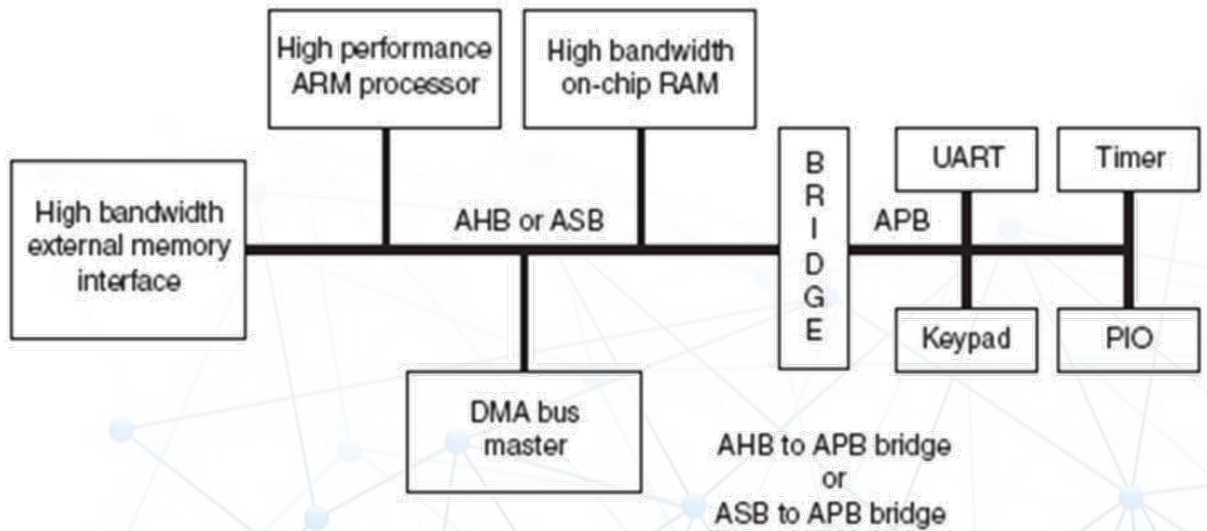 High performance
ARM processor
High bandwidth
on-chip RAM
High bandwidth
external memory
interface
AHB or ASB
B
R
I
D
G
E
APB
UART
Timer
Keypad
PIO
DMA bus
master
AHB to APB bridge
or
ASB to APB bridge